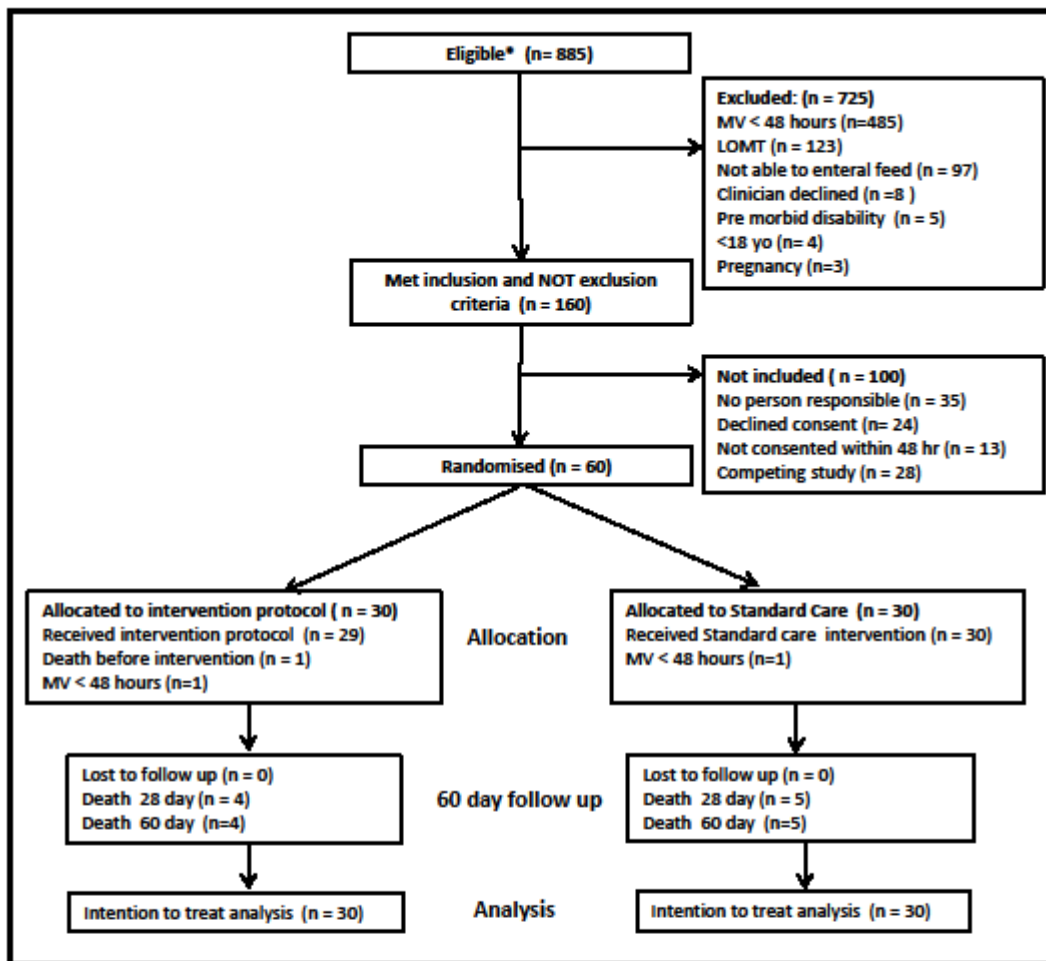 Eligible* (n= 885)
Excluded: (n = 725)
MV < 48 hours (n=485)
LOMT (n = 123)
Not able to enteral feed (n = 97)
Clinician declined (n =8 )
Pre morbid disability (n = 5)
<18 yo (n= 4)
Pregnancy (n=3)
Met inclusion and NOT exclusion
criteria (n = 160)
Not included ( n = 100)
No person responsible (n = 35)
Declined consent (n= 24)
Not consented within 48 hr (n = 13)
Competing study (n = 28)
Randomised (n = 60)
Allocated to intervention protocol ( n = 30)
Received intervention protocol (n = 29)
Death before intervention (n = 1)
MV < 48 hours (n=1)
Allocation
Allocated to Standard Care (n = 30)
Received Standard care intervention (n = 30)
MV < 48 hours (n=1)
Lost to follow up (n = 0)
Death 28 day (n = 4)
Death 60 day (n=4)
60 day follow up
Lost to follow up (n = 0)
Death 28 day (n = 5)
Death 60 day (n=5)
Intention to treat analysis (n = 30)
Analysis
Intention to treat analysis (n = 30)